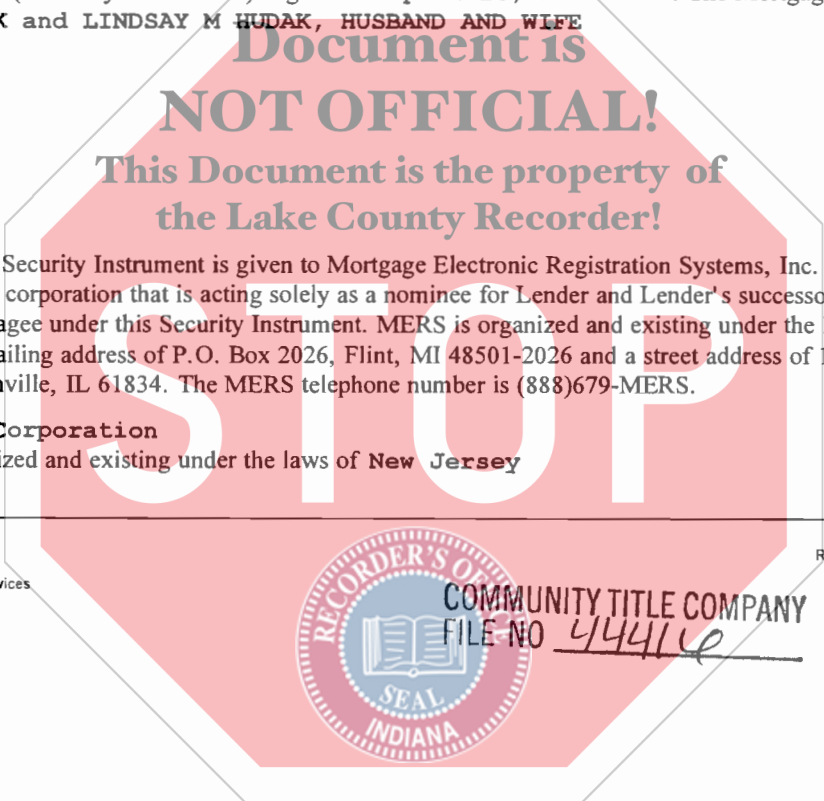 K and LINDSAY M HUDAK, HUSBAND AND WIFE
Document is
NOT OFFICIAL!
This Document is the property of
the Lake County Recorder!
Security Instrument is given to Mortgage Electronic Registration Systems, Inc.
corporation that is acting solely as a nominee for Lender and Lender's successo
agee under this Security Instrument. MERS is organized and existing under the
ailing address of P.O. Box 2026, Flint, MI 48501-2026 and a street address of 1
ville, IL 61834. The MERS telephone number is (888)679-MERS.
STOP
Corporation
ized and existing under the laws of New Jersey
R
vices
RECORDER'S OFFICE
SEAL
INDIANA
COMMUNITY TITLE COMPANY
FILE NO 44416